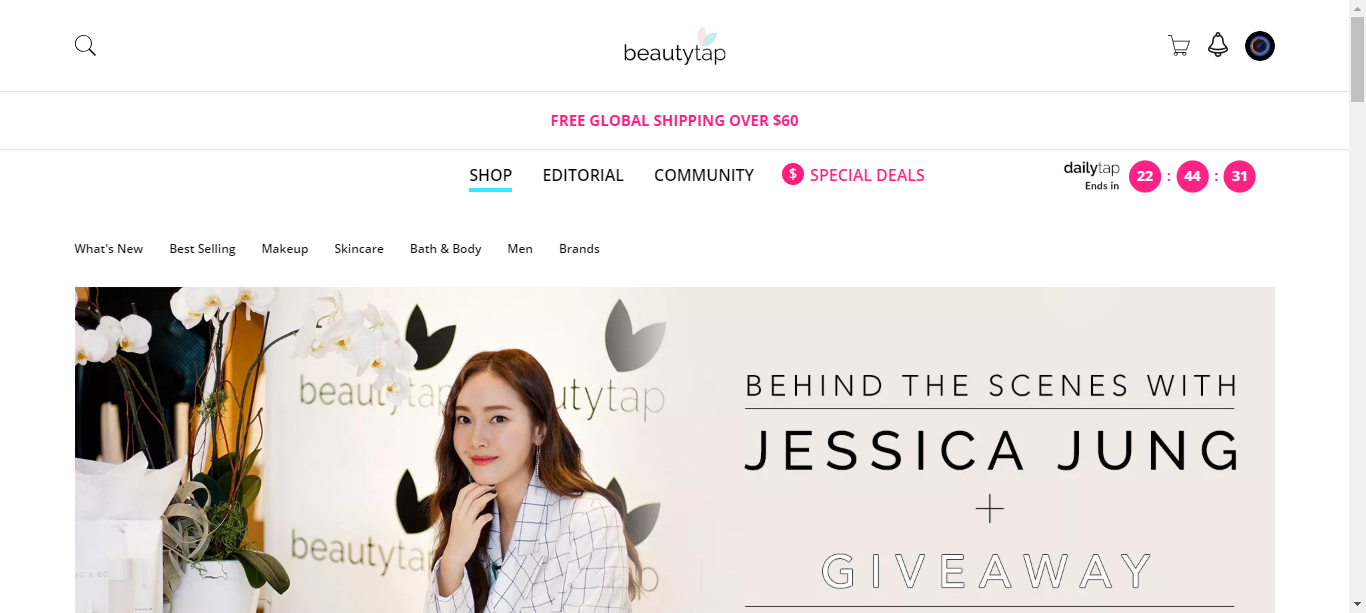 beautytap
FREE GLOBAL SHIPPING OVER $60
SHOP EDITORIAL COMMUNITY $ SPECIAL DEALS
dailytap
Ends in
22 : 44 : 31
What's New Best Selling Makeup Skincare Bath & Body Men Brands
beautytap
beautytap
BEHIND THE SCENES WITH
JESSICA JUNG
+
GIVEAWAY